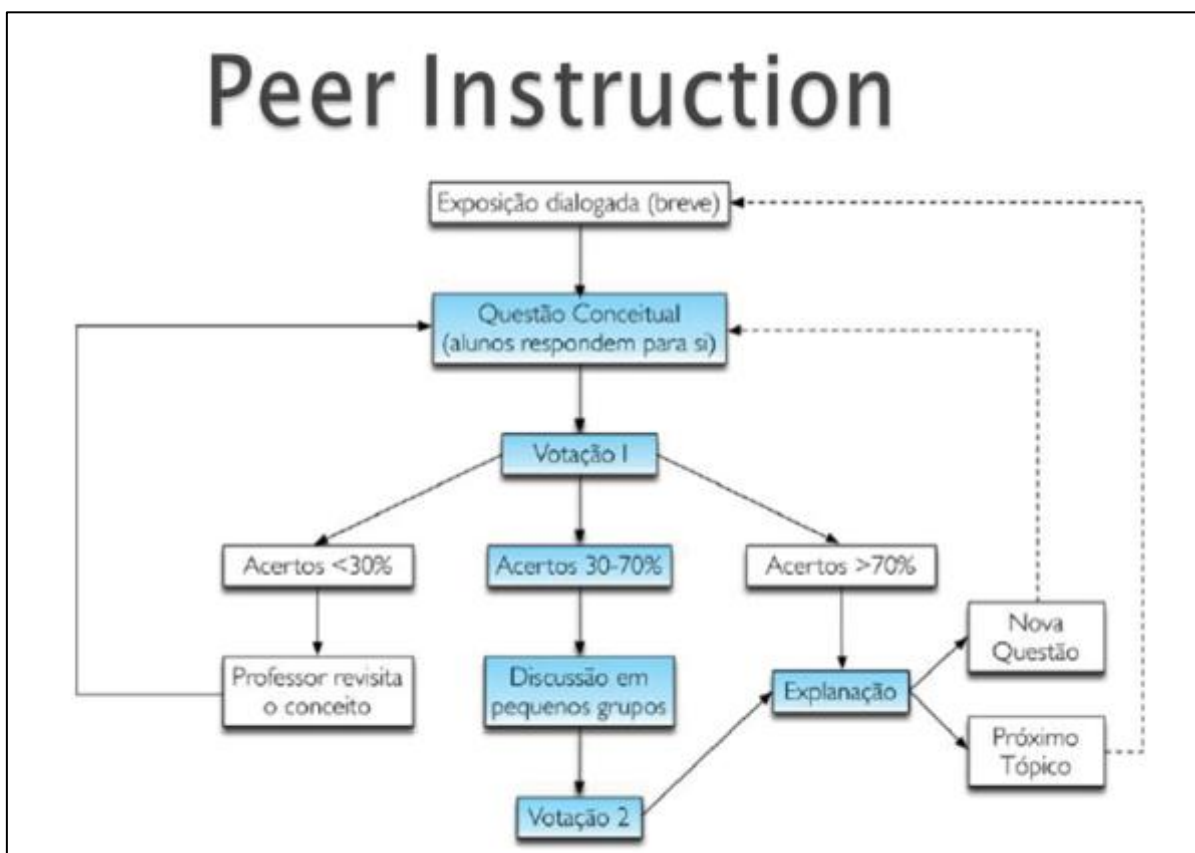 Peer Instruction
Exposição dialogada (breve)
Questão Conceitual
(alunos respondem para si)
Votação I
Acertos <30%
Acertos 30-70%
Acertos >70%
Professor revisita
o conceito
Discussão em
pequenos grupos
Explanação
Nova
Questão
Próximo
Tópico
Votação 2